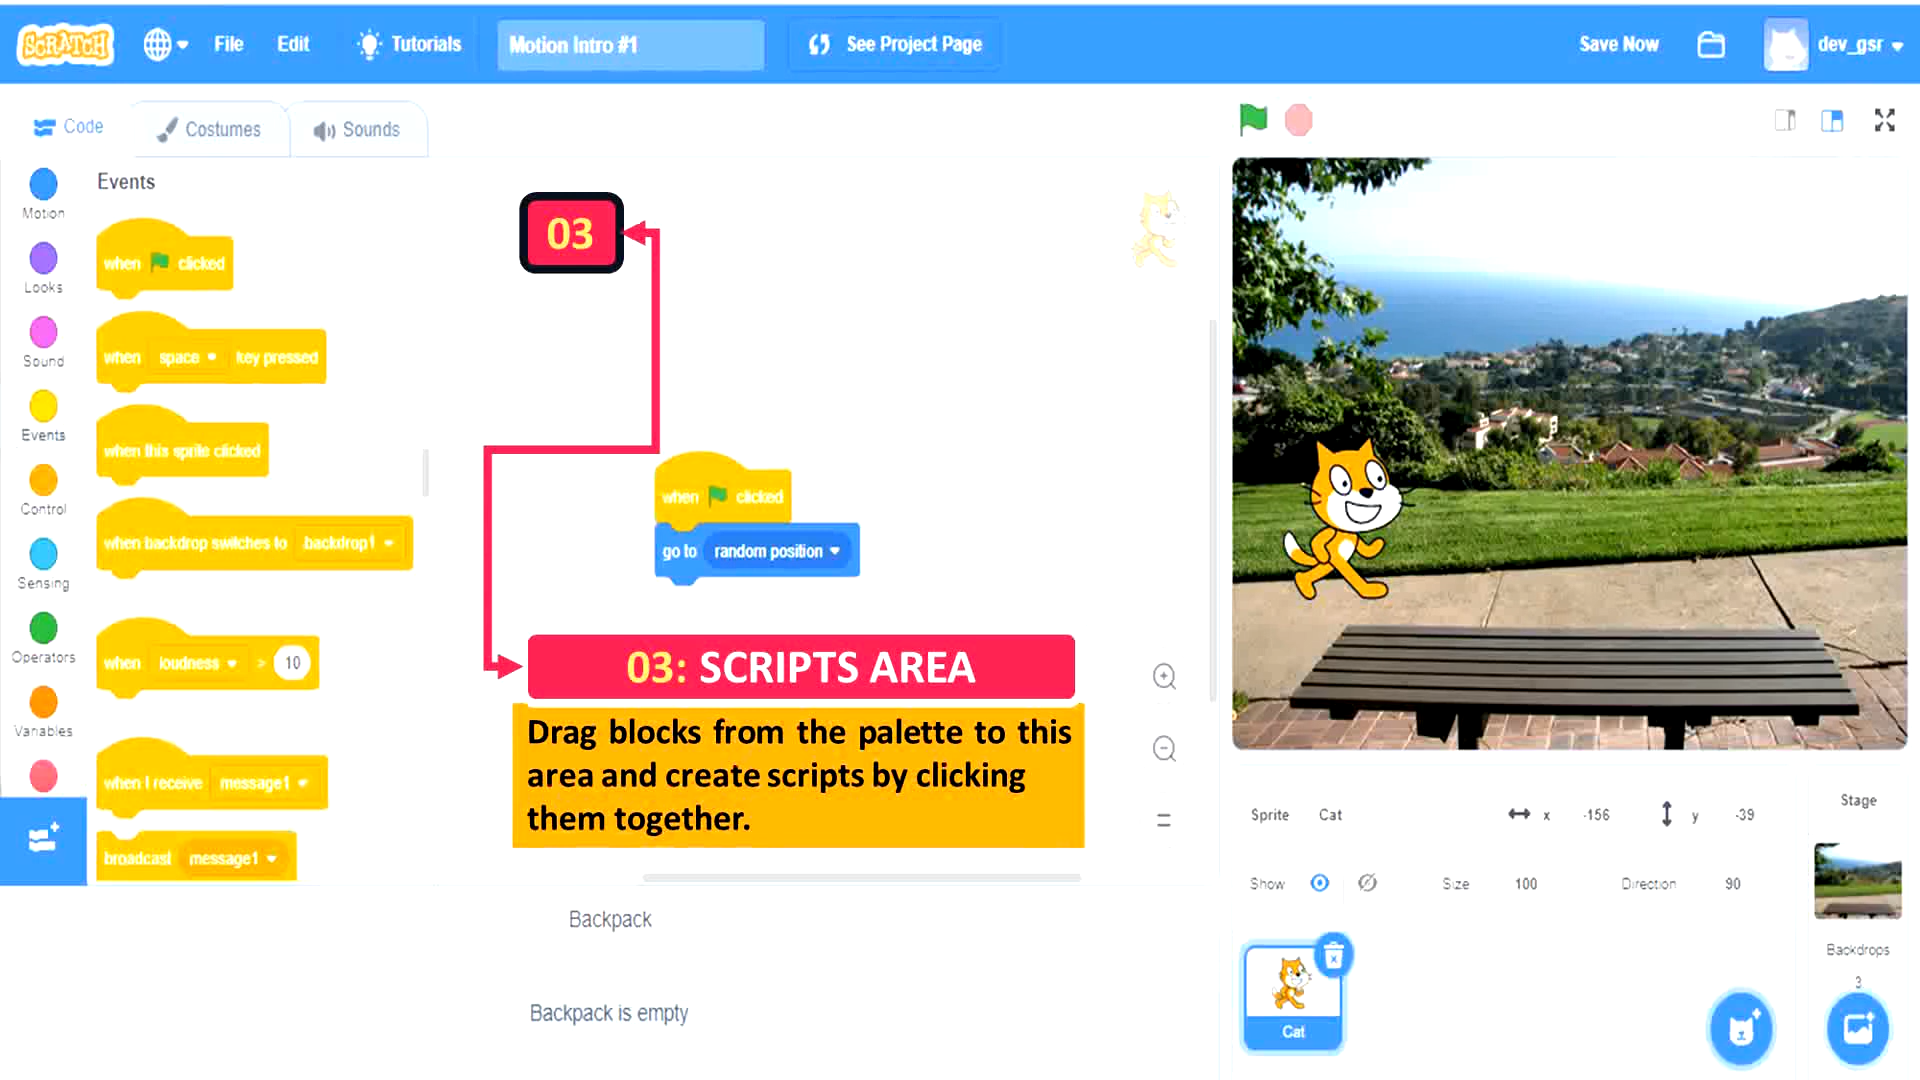 SCRATCH
File
Edit
Tutorials
Motion Intro #1
See Project Page
Save Now
dev_gsr
Code
Costumes
Sounds
Motion
Looks
Sound
Events
Control
Sensing
Operators
Variables
Events
when clicked
when space key pressed
when this sprite clicked
when backdrop switches to backdrop1
when loudness > 10
when I receive message1
broadcast message1
03
when clicked
go to random position
03: SCRIPTS AREA
Drag blocks from the palette to this
area and create scripts by clicking
them together.
Backpack
Backpack is empty
Sprite Cat x -156 y -39
Show Size 100 Direction 90
Cat
Stage
Backdrops
3